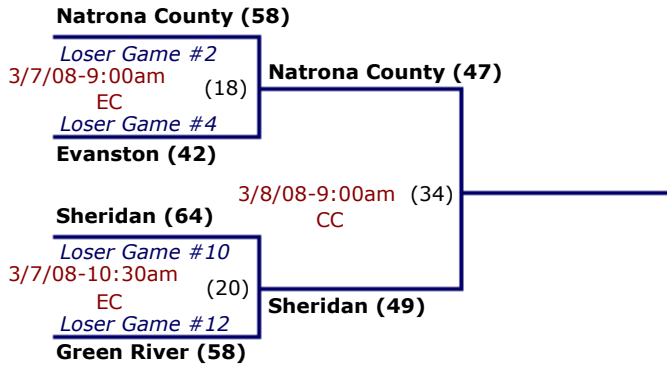 Natrona County (58)
Loser Game #2
3/7/08-9:00am
(18)
EC
Loser Game #4
Evanston (42)
Natrona County (47)
3/8/08-9:00am (34)
CC
Sheridan (64)
Loser Game #10
3/7/08-10:30am
(20)
EC
Loser Game #12
Green River (58)
Sheridan (49)